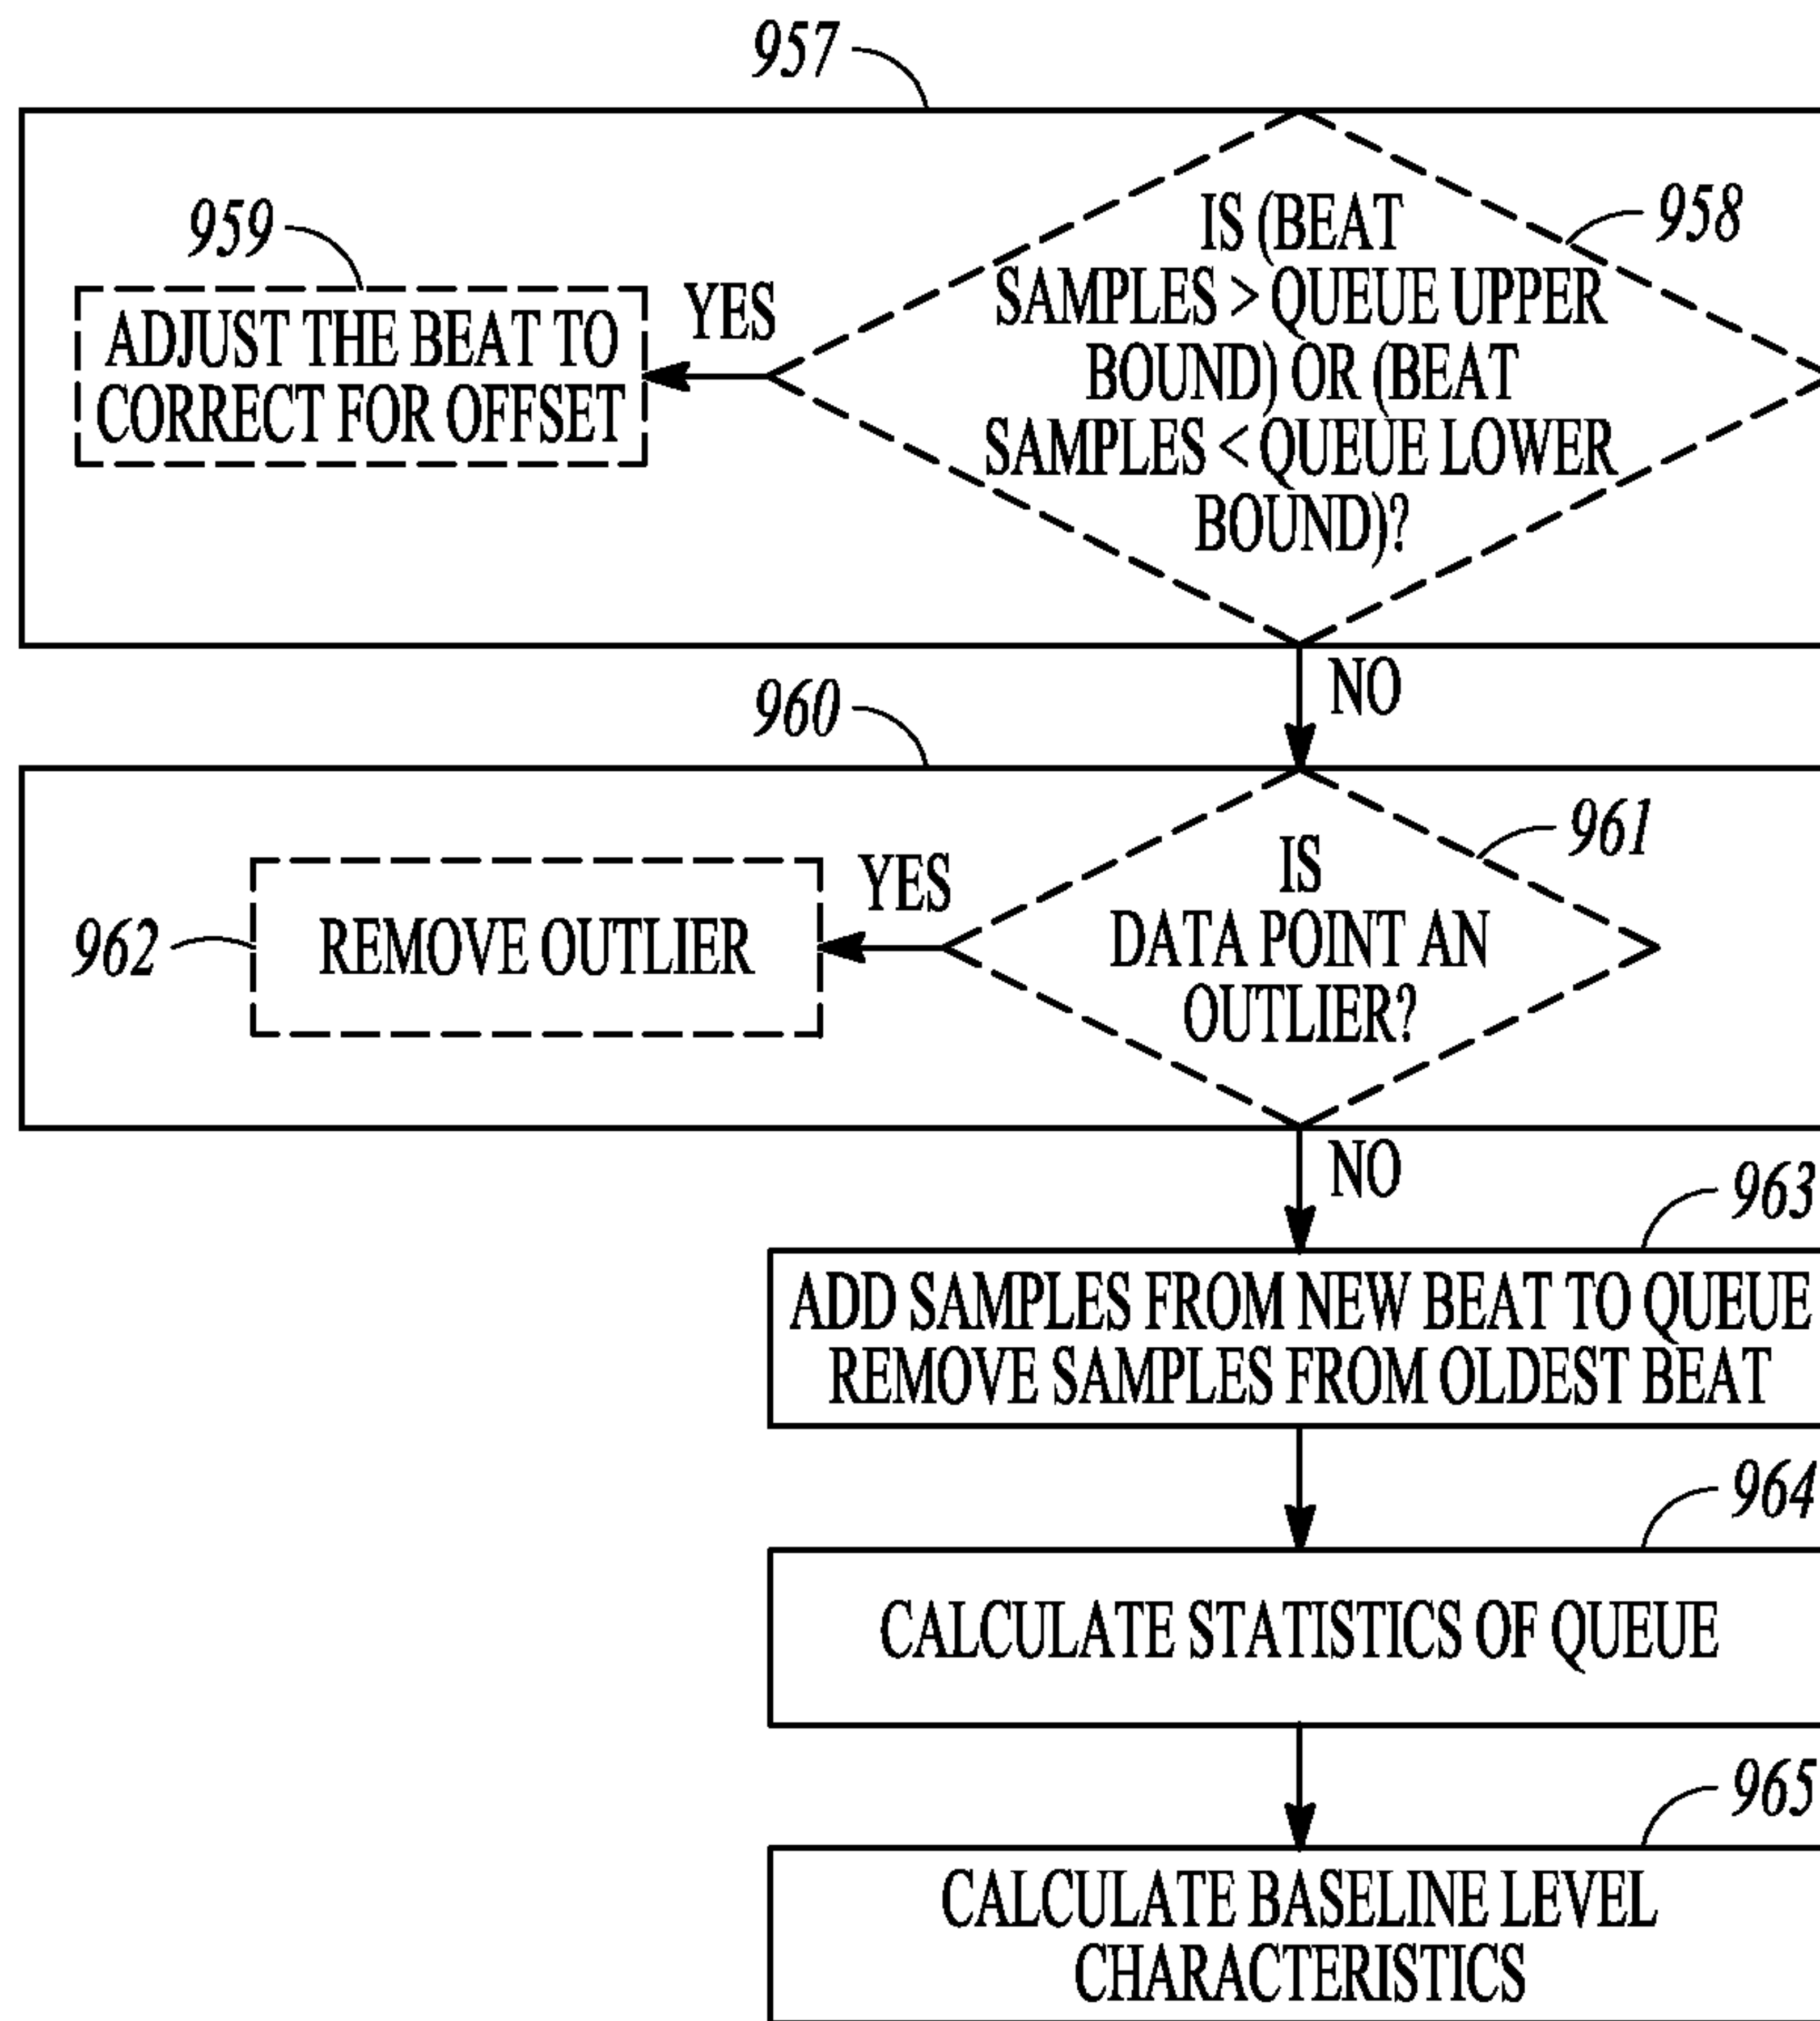 957
958
IS (BEAT
SAMPLES > QUEUE UPPER
BOUND) OR (BEAT
SAMPLES < QUEUE LOWER
BOUND)?
959
YES
ADJUST THE BEAT TO
CORRECT FOR OFFSET
NO
960
961
IS
DATA POINT AN
OUTLIER?
YES
962
REMOVE OUTLIER
NO
963
ADD SAMPLES FROM NEW BEAT TO QUEUE
REMOVE SAMPLES FROM OLDEST BEAT
964
CALCULATE STATISTICS OF QUEUE
965
CALCULATE BASELINE LEVEL
CHARACTERISTICS